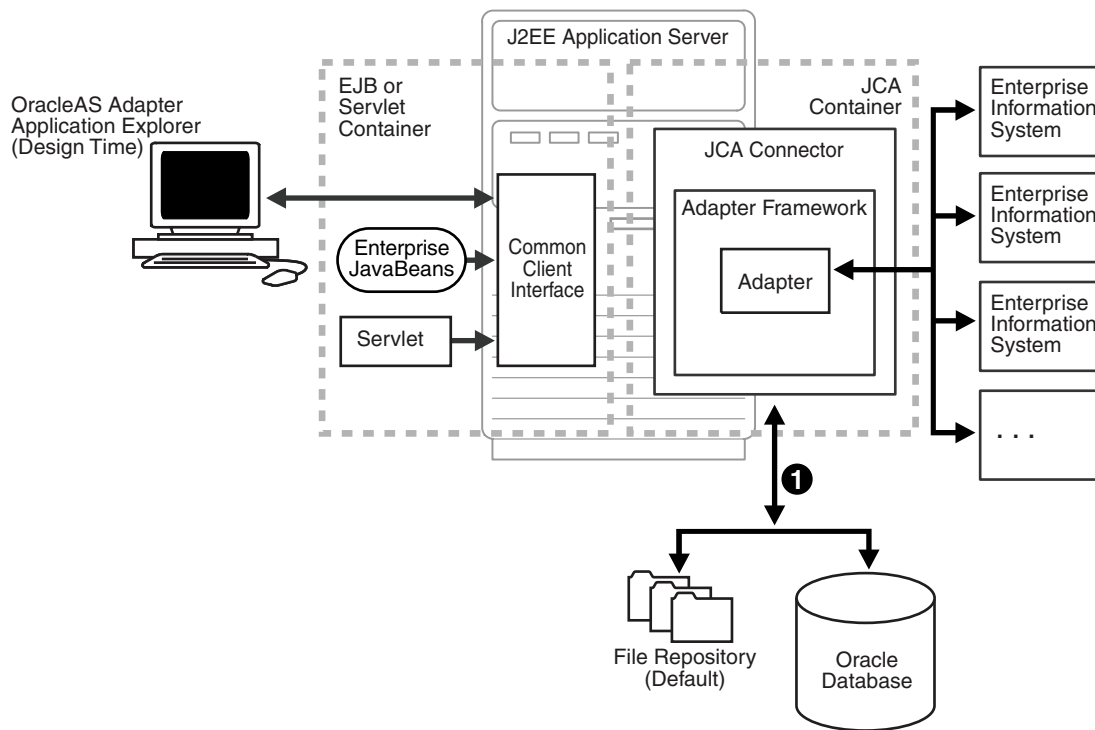 J2EE Application Server
EJB or
Servlet
Container
JCA
Container
OracleAS Adapter
Application Explorer
(Design Time)
JCA Connector
Adapter Framework
Adapter
Enterprise
JavaBeans
Servlet
Common
Client
Interface
Enterprise
Information
System
Enterprise
Information
System
Enterprise
Information
System
. . .
1
File Repository
(Default)
Oracle
Database